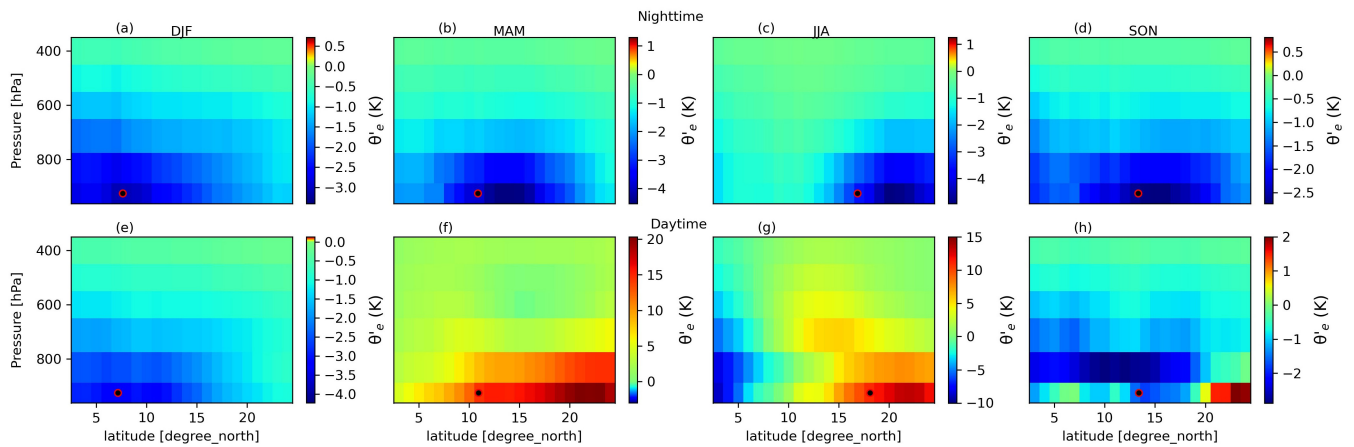 Nighttime
(a) DJF
(b) MAM
(c) JJA
(d) SON
Pressure [hPa]
400
600
800
0.5
0.0
−0.5
−1.0
−1.5
−2.0
−2.5
−3.0
θ'e (K)
1
0
−1
−2
−3
−4
θ'e (K)
1
0
−1
−2
−3
−4
θ'e (K)
0.5
0.0
−0.5
−1.0
−1.5
−2.0
−2.5
θ'e (K)
Daytime
(e)
(f)
(g)
(h)
Pressure [hPa]
400
600
800
5 10 15 20
latitude [degree_north]
0.0
−0.5
−1.0
−1.5
−2.0
−2.5
−3.0
−3.5
−4.0
θ'e (K)
5 10 15 20
latitude [degree_north]
20
15
10
5
0
θ'e (K)
5 10 15 20
latitude [degree_north]
15
10
5
0
−5
−10
θ'e (K)
5 10 15 20
latitude [degree_north]
2
1
0
−1
−2
θ'e (K)